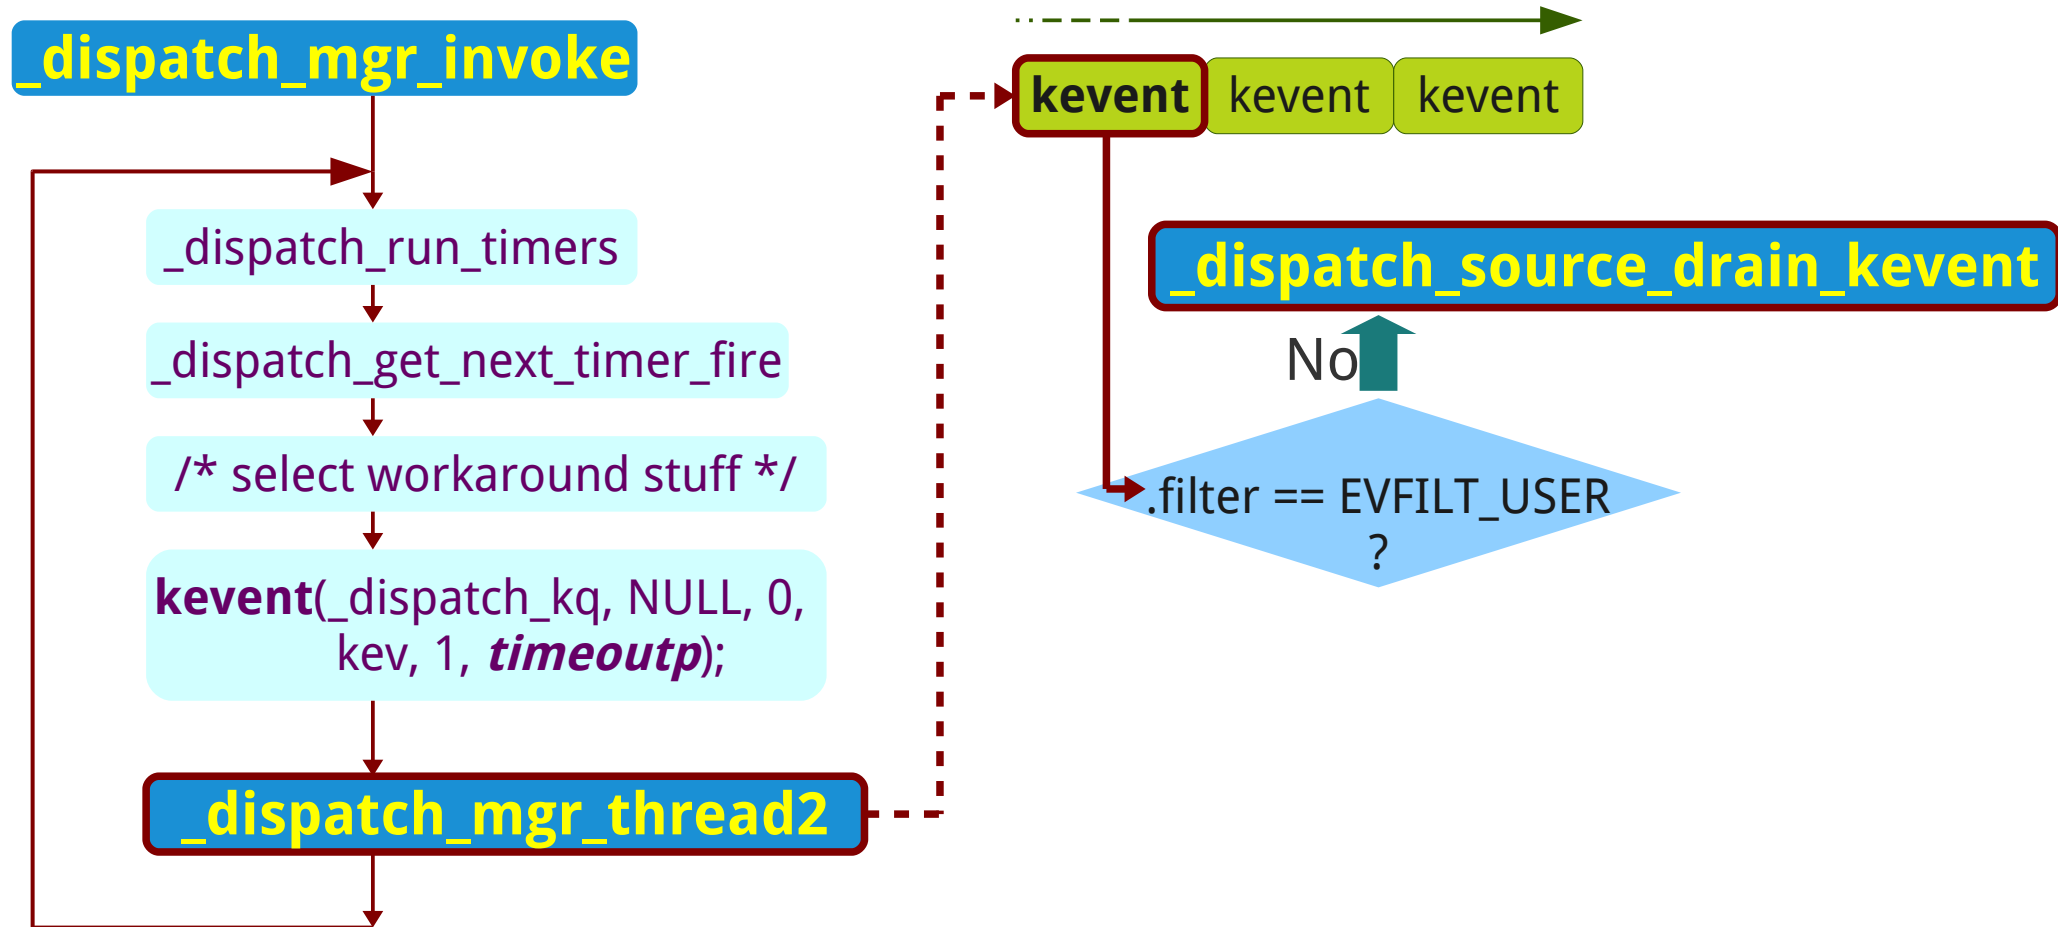 _dispatch_mgr_invoke
_dispatch_run_timers
_dispatch_get_next_timer_fire
/* select workaround stuff */
kevent(_dispatch_kq, NULL, 0,
kev, 1, timeoutp);
_dispatch_mgr_thread2
kevent kevent kevent
_dispatch_source_drain_kevent
No
.filter == EVFILT_USER
?